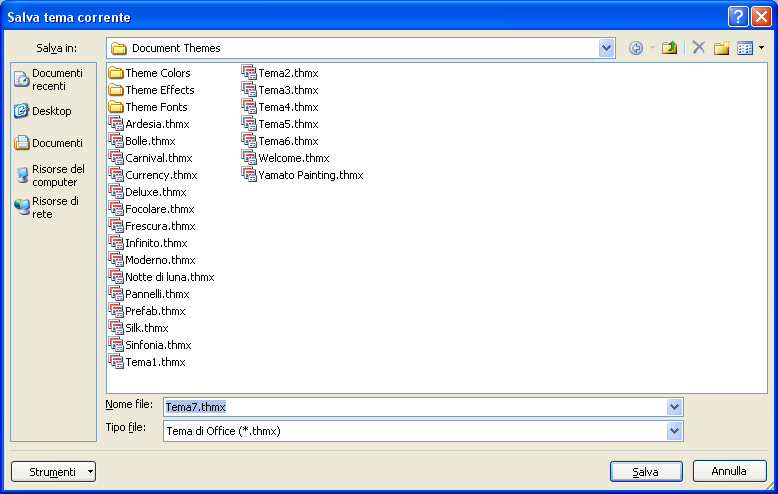 Salva tema corrente
Salva in:
Document Themes
Documenti
recenti
Desktop
Documenti
Risorse del
computer
Risorse di
rete
Theme Colors
Theme Effects
Theme Fonts
Ardesia.thmx
Bolle.thmx
Carnival.thmx
Currency.thmx
Deluxe.thmx
Focolare.thmx
Frescura.thmx
Infinito.thmx
Moderno.thmx
Notte di luna.thmx
Pannelli.thmx
Prefab.thmx
Silk.thmx
Sinfonia.thmx
Tema1.thmx
Tema2.thmx
Tema3.thmx
Tema4.thmx
Tema5.thmx
Tema6.thmx
Welcome.thmx
Yamato Painting.thmx
Nome file:
Tema7.thmx
Tipo file:
Tema di Office (*.thmx)
Strumenti
Salva
Annulla